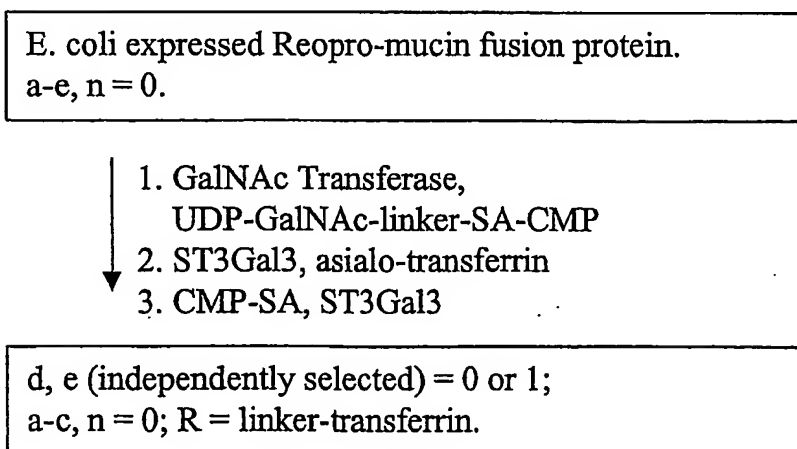 E. coli expressed Reopro-mucin fusion protein.
a-e, n = 0.
1. GalNAc Transferase,
UDP-GalNAc-linker-SA-CMP
2. ST3Gal3, asialo-transferrin
3. CMP-SA, ST3Gal3
d, e (independently selected) = 0 or 1;
a-c, n = 0; R = linker-transferrin.